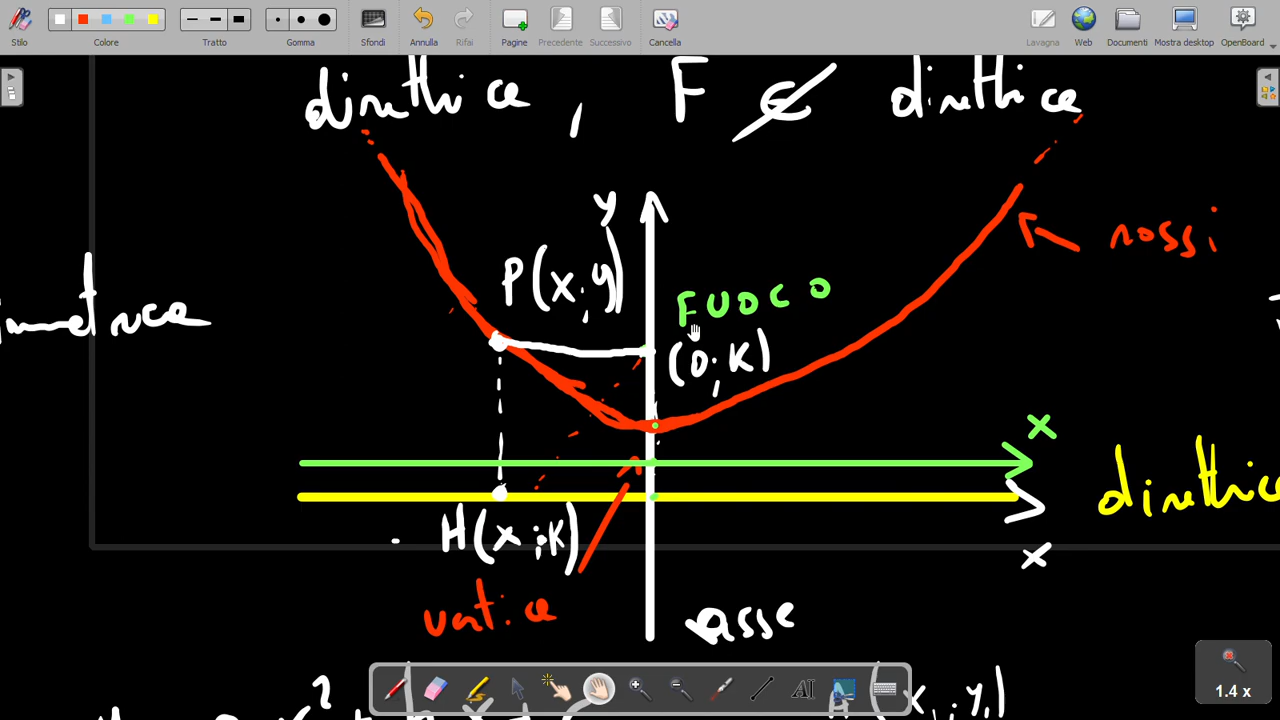 Stilo Colore Tratto Gomma Sfondi Annulla Rifai Pagine Precedente Successivo Cancella Lavagna Web Documenti Mostra desktop OpenBoard
direttrice, F ∉ direttrice
y
P(x;y)
rossi
FUOCO
(0;K)
x
direttrice
H(x;K)
x
vertice
asse
1.4 x